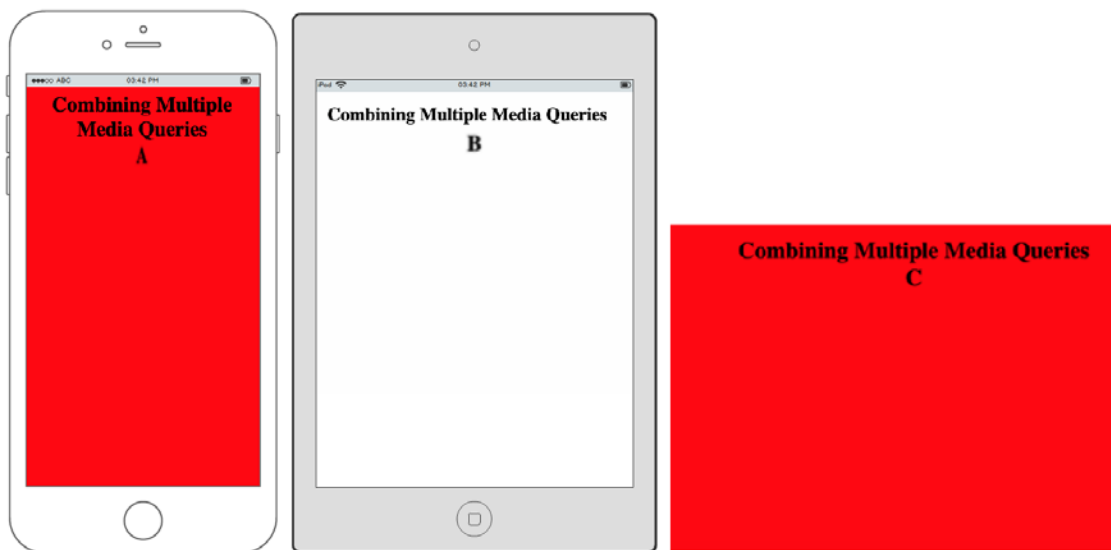 ●●●○○ ABC 03:42 PM
Combining Multiple
Media Queries
A
iPod 03:42 PM
Combining Multiple Media Queries
B
Combining Multiple Media Queries
C